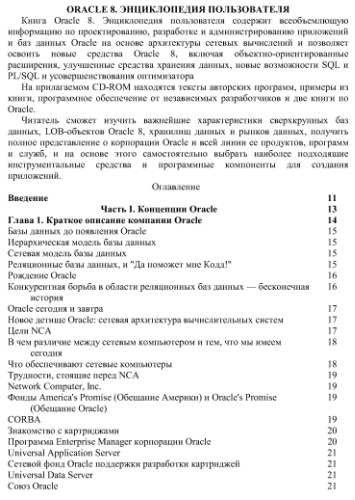 ORACLE 8. ЭНЦИКЛОПЕДИЯ ПОЛЬЗОВАТЕЛЯ
Книга Oracle 8. Энциклопедия пользователя содержит всеобъемлющую
информацию по проектированию, разработке и администрированию приложений
и баз данных Oracle на основе архитектуры сетевых вычислений и позволяет
освоить новые средства Oracle 8, включая объектно-ориентированные
расширения, улучшенные средства хранения данных, новые возможности SQL и
PL/SQL и усовершенствования оптимизатора
На прилагаемом CD-ROM находятся тексты авторских программ, примеры из
книги, программное обеспечение от независимых разработчиков и две книги по
Oracle.
Читатель сможет изучить важнейшие характеристики сверхкрупных баз
данных, LOB-объектов Oracle 8, хранилищ данных и рынков данных, получить
полное представление о корпорации Oracle и всей линии ее продуктов, программ
и служб, и на основе этого самостоятельно выбрать наиболее подходящие
инструментальные средства и программные компоненты для создания
приложений.
Оглавление
Введение 11
Часть I. Концепции Oracle 13
Глава 1. Краткое описание компании Oracle 14
Базы данных до появления Oracle 15
Иерархическая модель базы данных 15
Сетевая модель базы данных 15
Реляционные базы данных, и "Да поможет мне Кодд!" 15
Рождение Oracle 16
Конкурентная борьба в области реляционных баз данных — бесконечная 16
история
Oracle сегодня и завтра 17
Новое детище Oracle: сетевая архитектура вычислительных систем 17
Цели NCA 17
В чем различие между сетевым компьютером и тем, что мы имеем 18
сегодня
Что обеспечивают сетевые компьютеры 18
Трудности, стоящие перед NCA 19
Network Computer, Inc. 19
Фонды America's Promise (Обещание Америки) и Oracle's Promise 19
(Обещание Oracle)
CORBA 19
Знакомство с картриджами 20
Программа Enterprise Manager корпорации Oracle 20
Universal Application Server 21
Сетевой фонд Oracle поддержки разработки картриджей 21
Universal Data Server 21
Союз Oracle 21